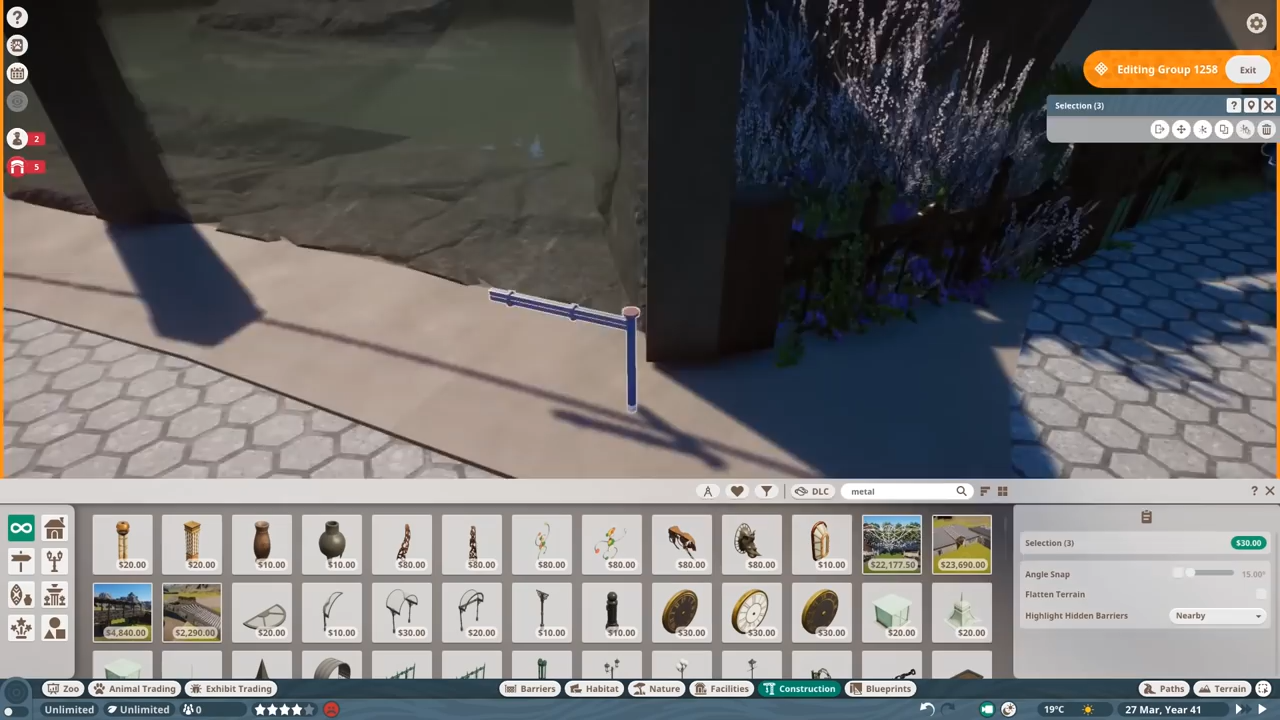 ?
Editing Group 1258 Exit
Selection (3) ?
2
5
DLC metal ?
$20.00 $20.00 $10.00 $10.00 $80.00 $80.00 $80.00 $80.00 $80.00 $80.00 $10.00 $22,177.50 $23,690.00
Selection (3) $30.00
Angle Snap 15.00°
Flatten Terrain
Highlight Hidden Barriers Nearby
$4,840.00 $2,290.00 $20.00 $10.00 $30.00 $20.00 $10.00 $10.00 $30.00 $30.00 $30.00 $20.00 $20.00
Zoo Animal Trading Exhibit Trading Barriers Habitat Nature Facilities Construction Blueprints Paths Terrain
Unlimited Unlimited 0 19°C 27 Mar, Year 41